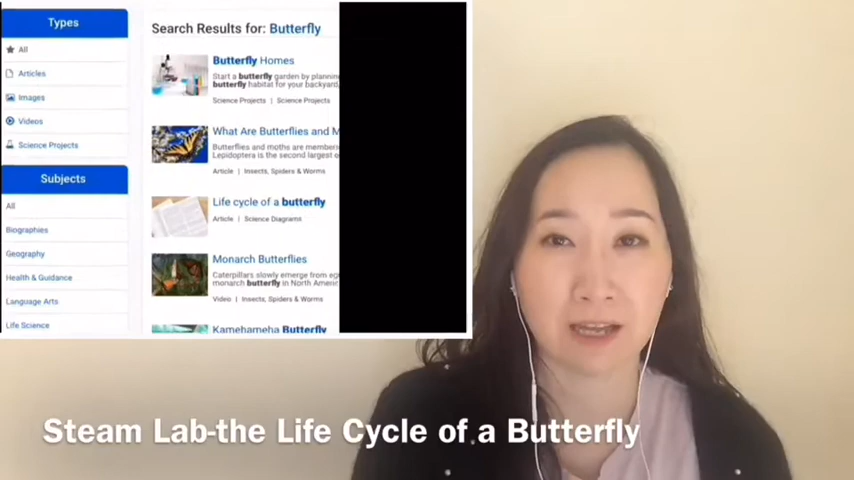 Types
All
Articles
Images
Videos
Science Projects
Subjects
All
Biographies
Geography
Health & Guidance
Language Arts
Life Science
Search Results for: Butterfly
Butterfly Homes
Start a butterfly garden by planning
butterfly habitat for your backyard,
Science Projects | Science Projects
What Are Butterflies and M
Butterflies and moths are members
Lepidoptera is the second largest o
Article | Insects, Spiders & Worms
Life cycle of a butterfly
Article | Science Diagrams
Monarch Butterflies
Caterpillars slowly emerge from eg
monarch butterfly in North Americ
Video | Insects, Spiders & Worms
Kamehameha Butterfly
Steam Lab-the Life Cycle of a Butterfly